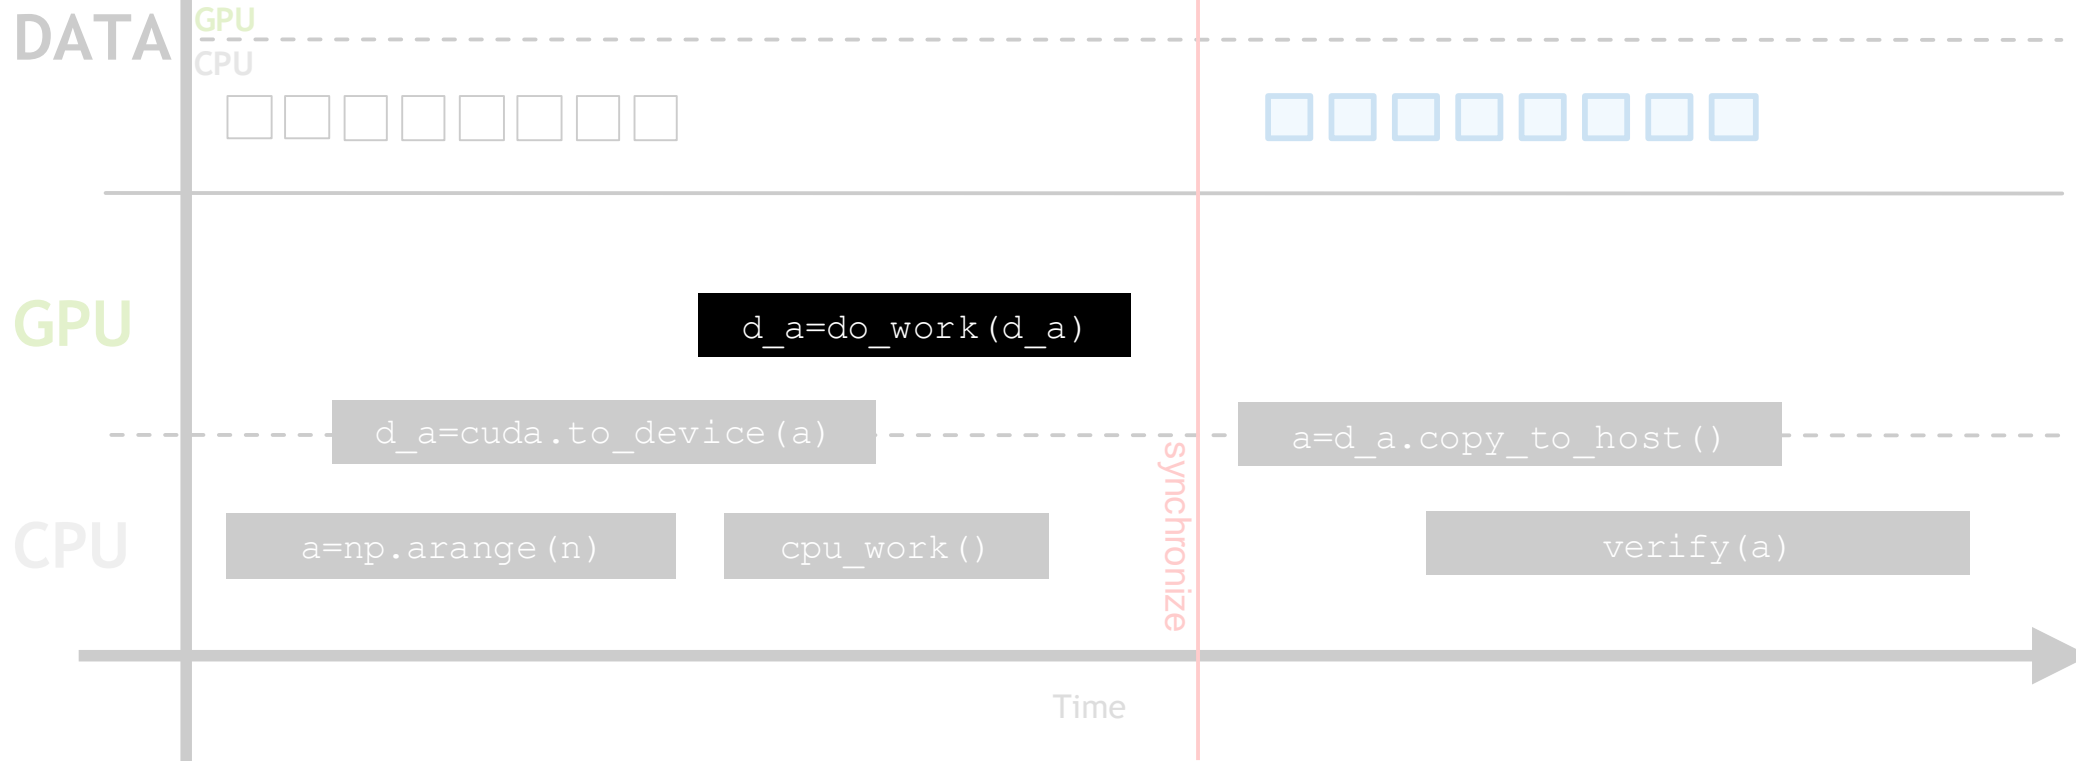 DATA
GPU
CPU
GPU
d_a=do_work(d_a)
d_a=cuda.to_device(a)
a=d_a.copy_to_host()
synchronize
CPU
a=np.arange(n)
cpu_work()
verify(a)
Time